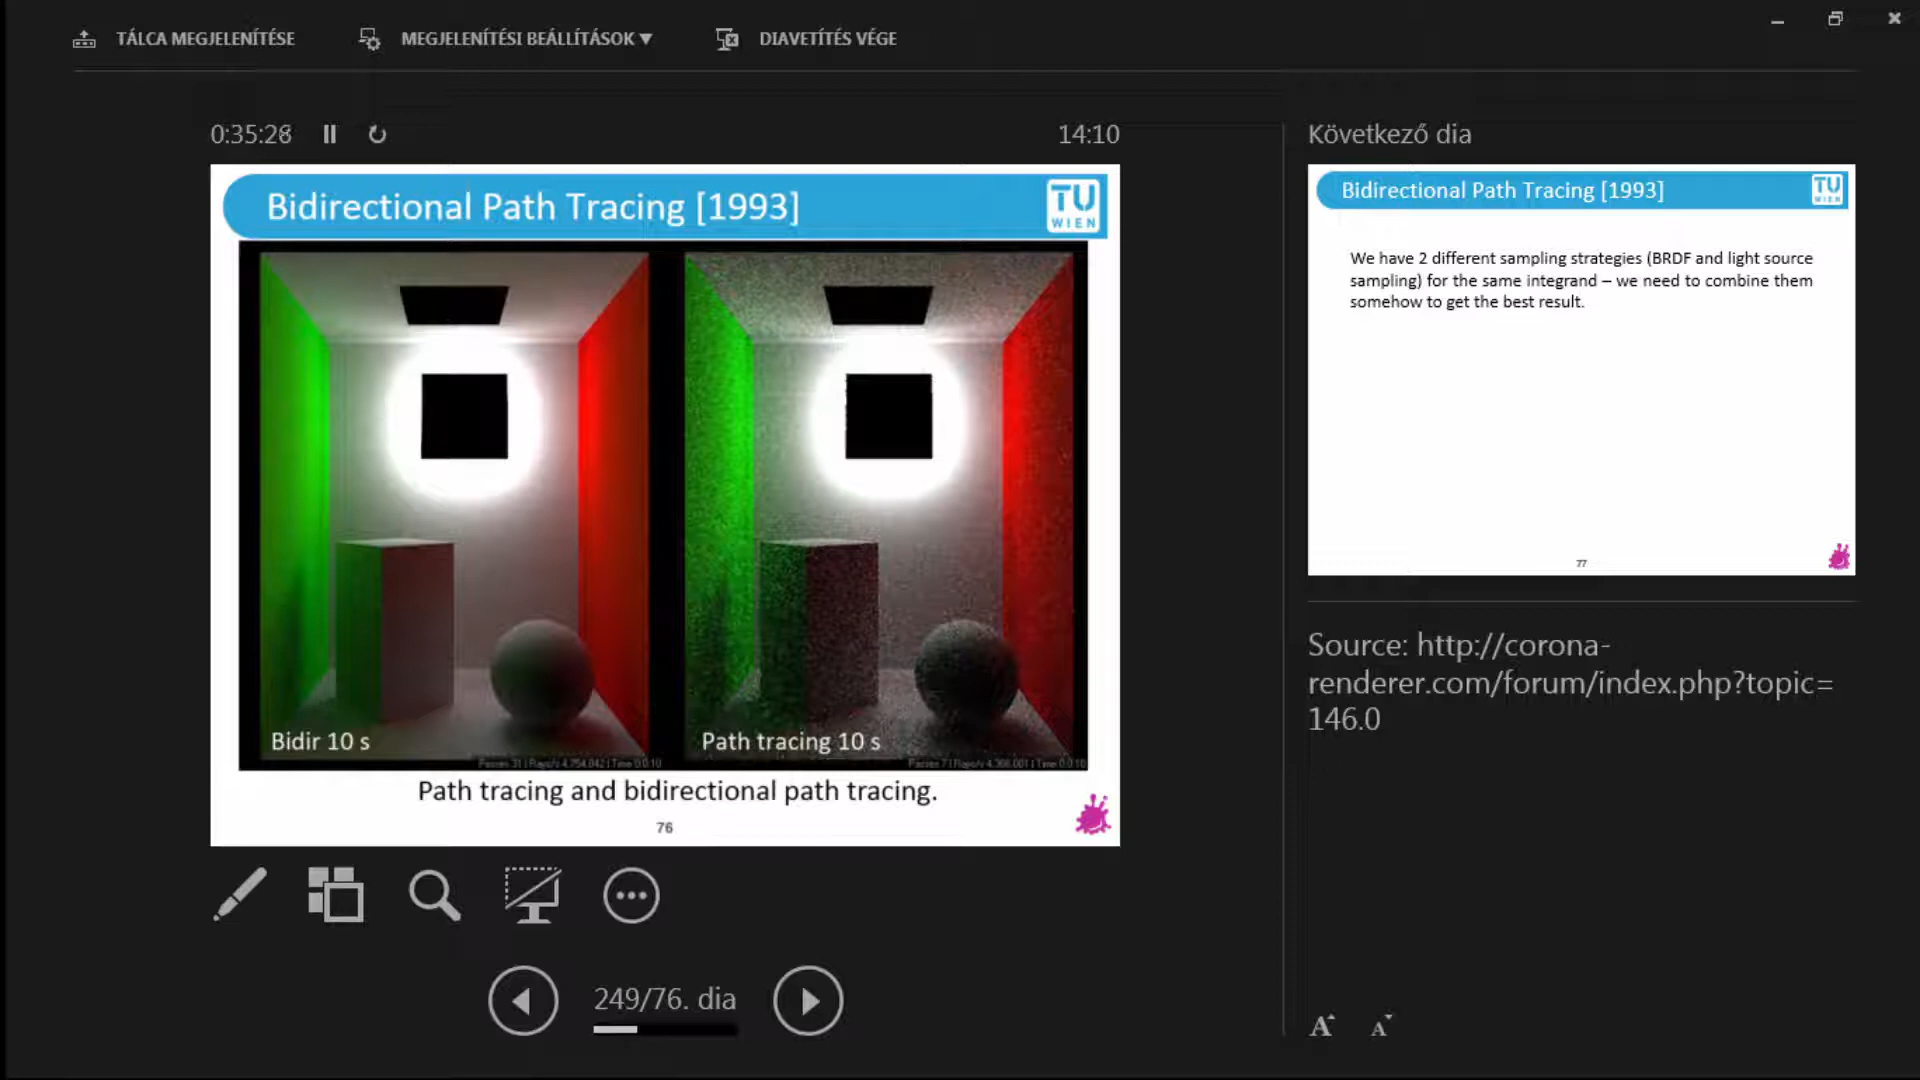 TÁLCA MEGJELENÍTÉSE
MEGJELENÍTÉSI BEÁLLÍTÁSOK ▼
DIAVETÍTÉS VÉGE
0:35:28
14:10
Bidirectional Path Tracing [1993]
TU
WIEN
Bidir 10 s
Path tracing 10 s
Path tracing and bidirectional path tracing.
76
249/76. dia
Következő dia
Bidirectional Path Tracing [1993]
TU
WIEN
We have 2 different sampling strategies (BRDF and light source
sampling) for the same integrand – we need to combine them
somehow to get the best result.
77
Source: http://corona-
renderer.com/forum/index.php?topic=
146.0
A A